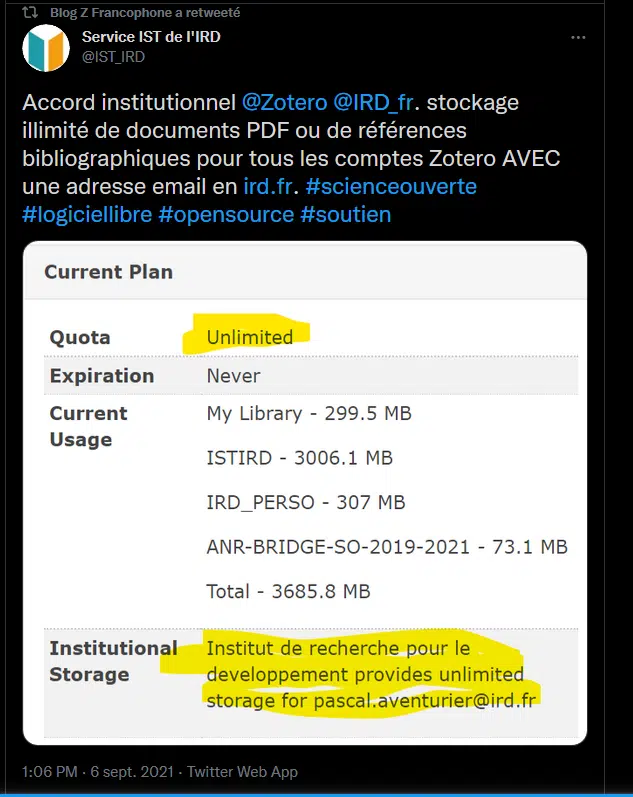 Blog Z Francophone a retweeté
Service IST de l'IRD
@IST_IRD
Accord institutionnel @Zotero @IRD_fr. stockage
illimité de documents PDF ou de références
bibliographiques pour tous les comptes Zotero AVEC
une adresse email en ird.fr. #scienceouverte
#logiciellibre #opensource #soutien
Current Plan
Quota Unlimited
Expiration Never
Current Usage My Library - 299.5 MB
ISTIRD - 3006.1 MB
IRD_PERSO - 307 MB
ANR-BRIDGE-SO-2019-2021 - 73.1 MB
Total - 3685.8 MB
Institutional Institut de recherche pour le
Storage developpement provides unlimited
storage for pascal.aventurier@ird.fr
1:06 PM · 6 sept. 2021 · Twitter Web App